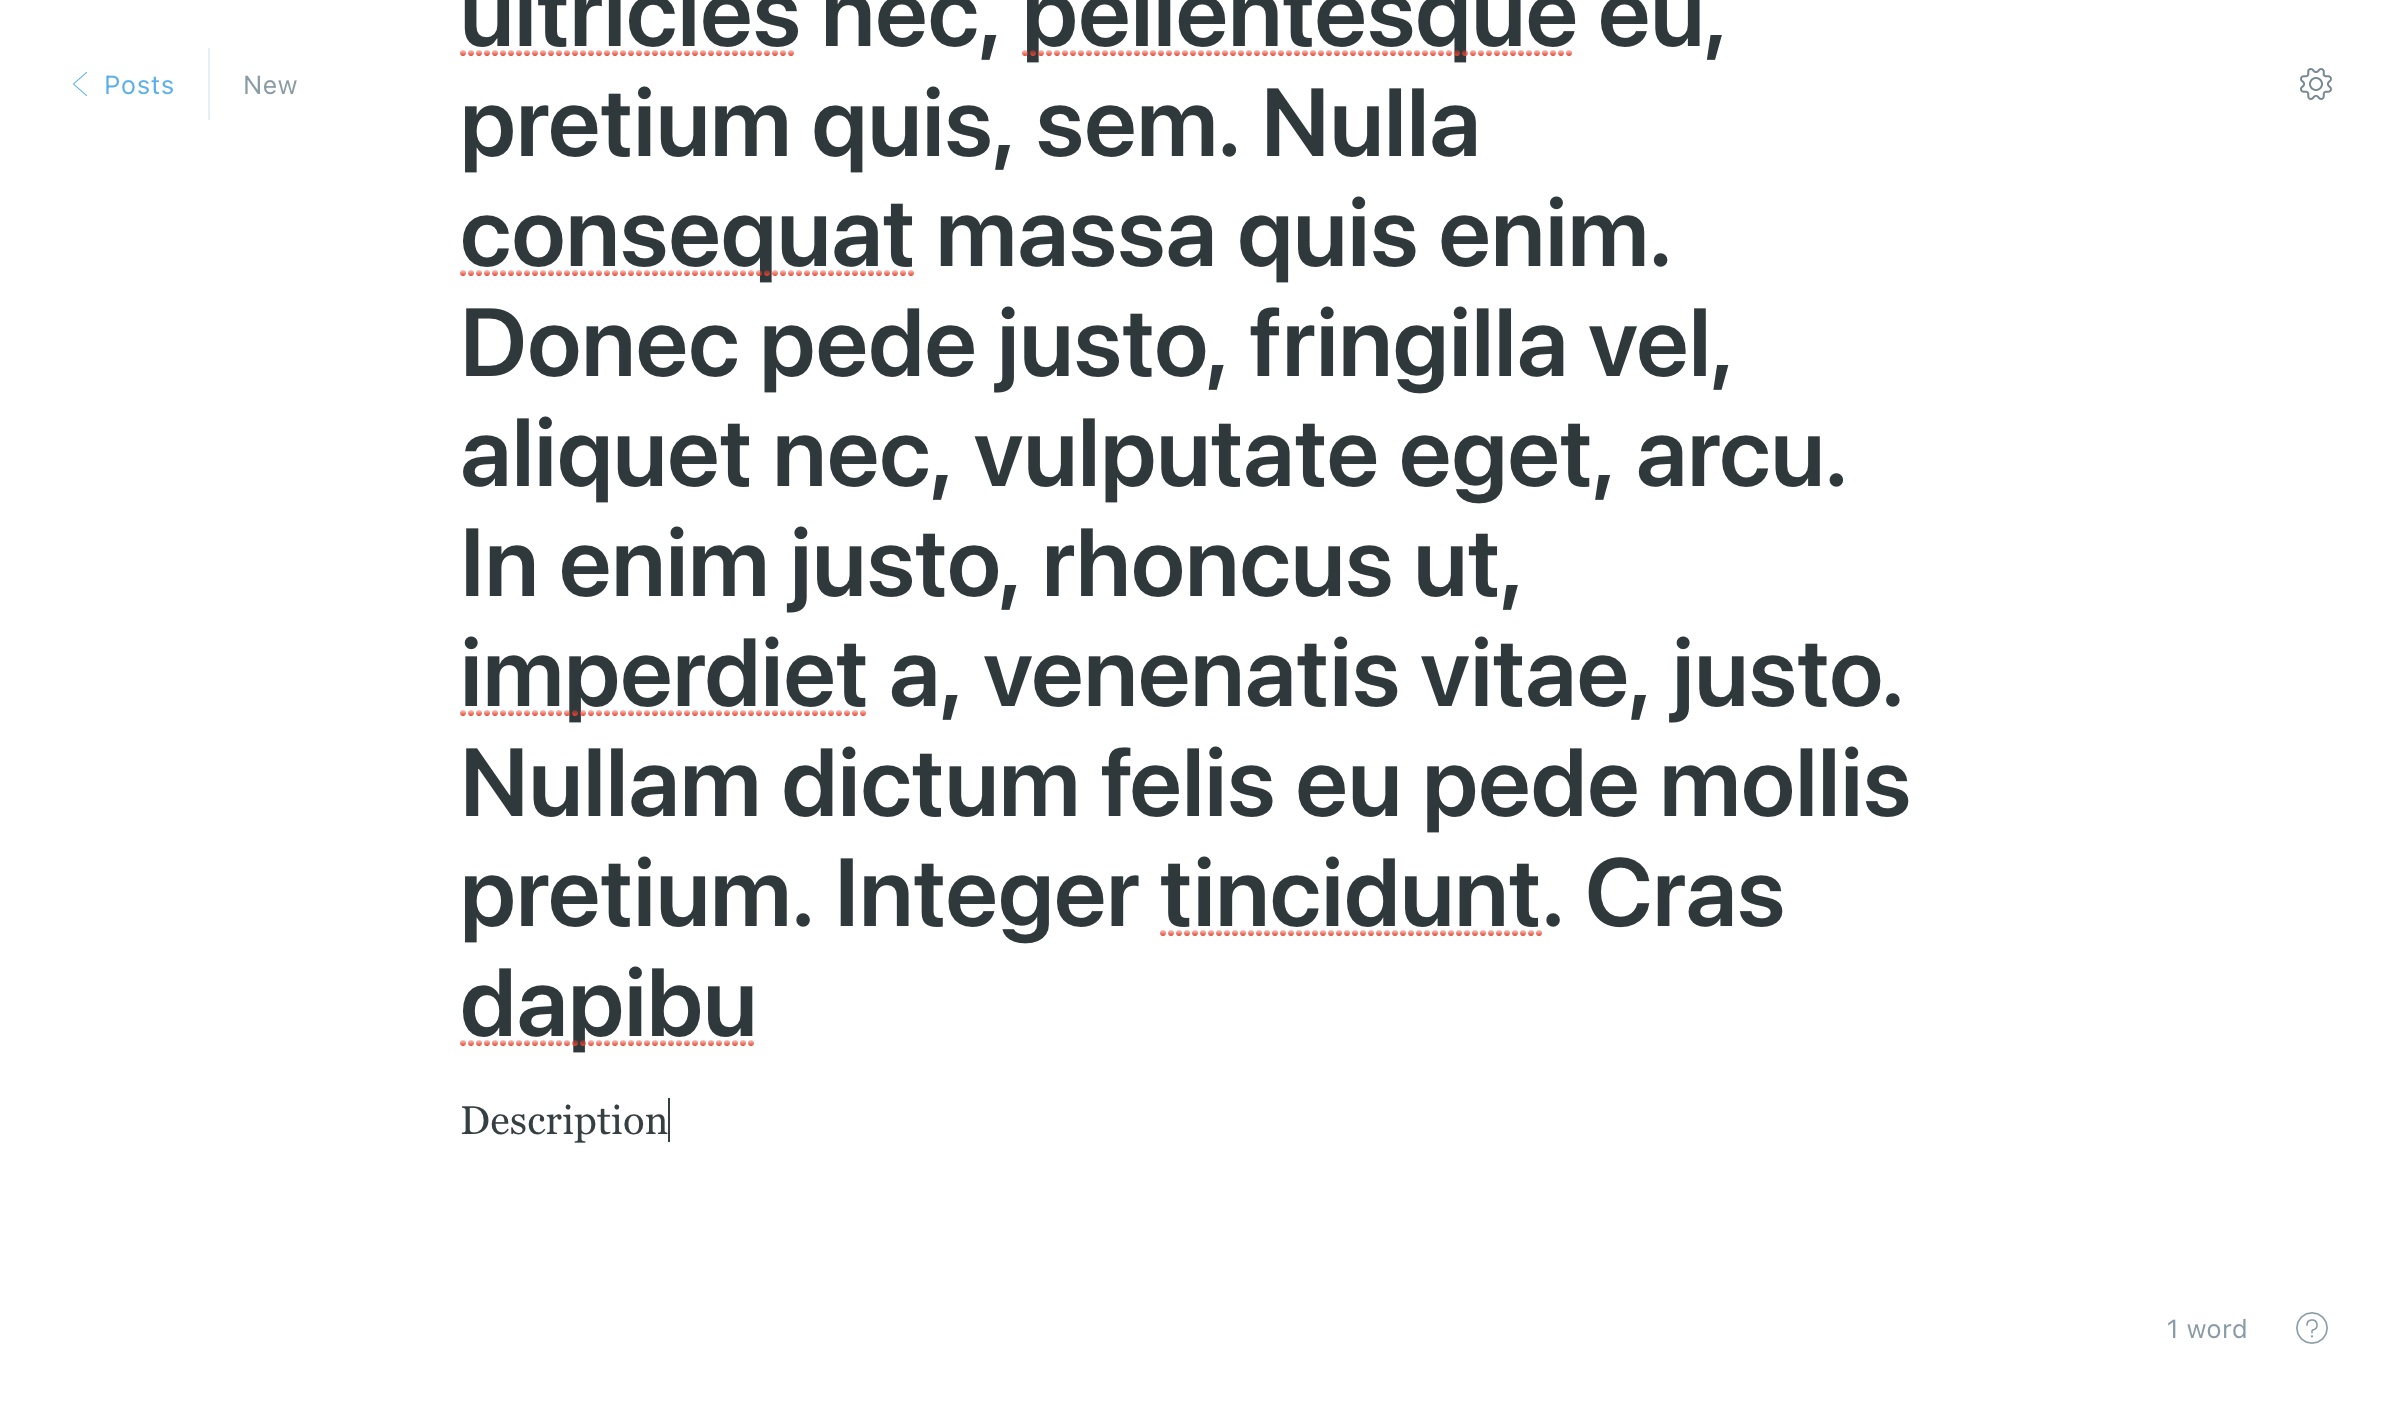 ultricies nec, pellentesque eu,
Posts
New
pretium quis, sem. Nulla
consequat massa quis enim.
Donec pede justo, fringilla vel,
aliquet nec, vulputate eget, arcu.
In enim justo, rhoncus ut,
imperdiet a, venenatis vitae, justo.
Nullam dictum felis eu pede mollis
pretium. Integer tincidunt. Cras
dapibu
Description
1 word
?